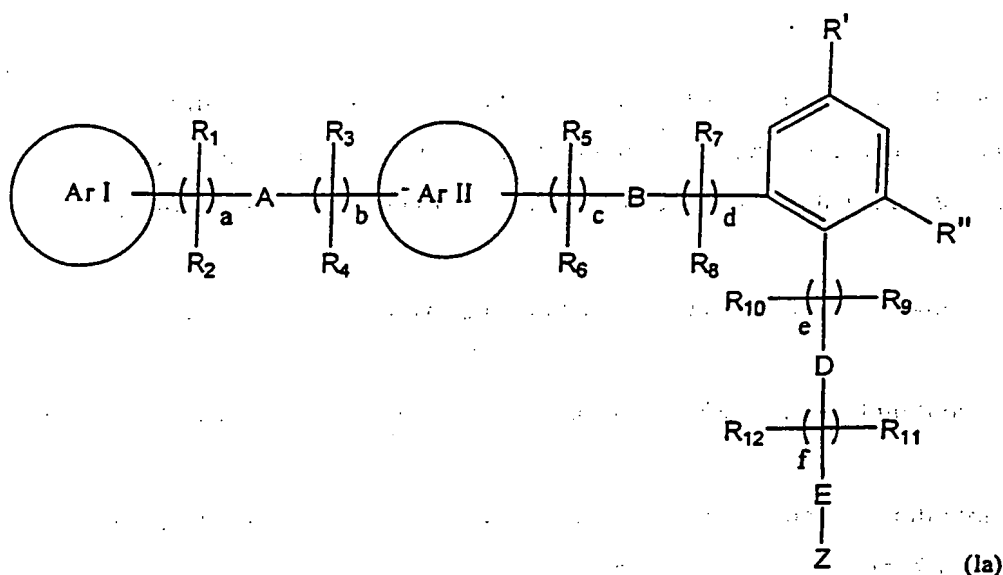 R'
R1 R3 R5 R7
Ar I ( )a A ( )b Ar II ( )c B ( )d
R2 R4 R6 R8 R"
R10 ( )e R9
D
R12 ( )f R11
E
Z
(Ia)